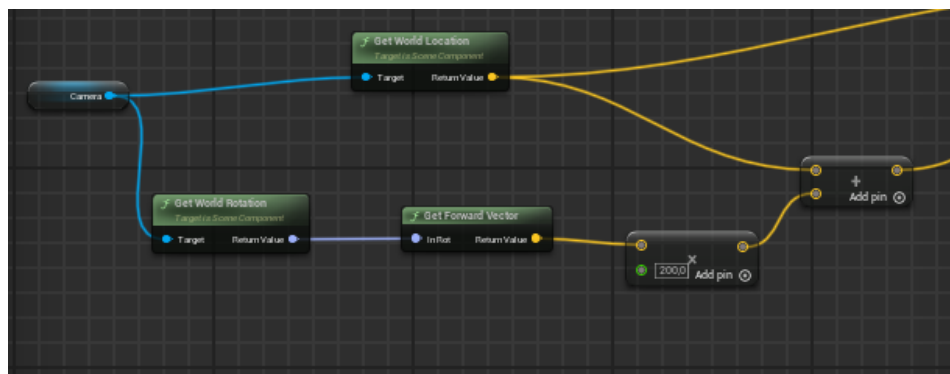 Get World Location
Target is Scene Component
Target Return Value
Camera
Get World Rotation
Target is Scene Component
Target Return Value
Get Forward Vector
In Rot Return Value
+
Add pin
×
200,0 Add pin